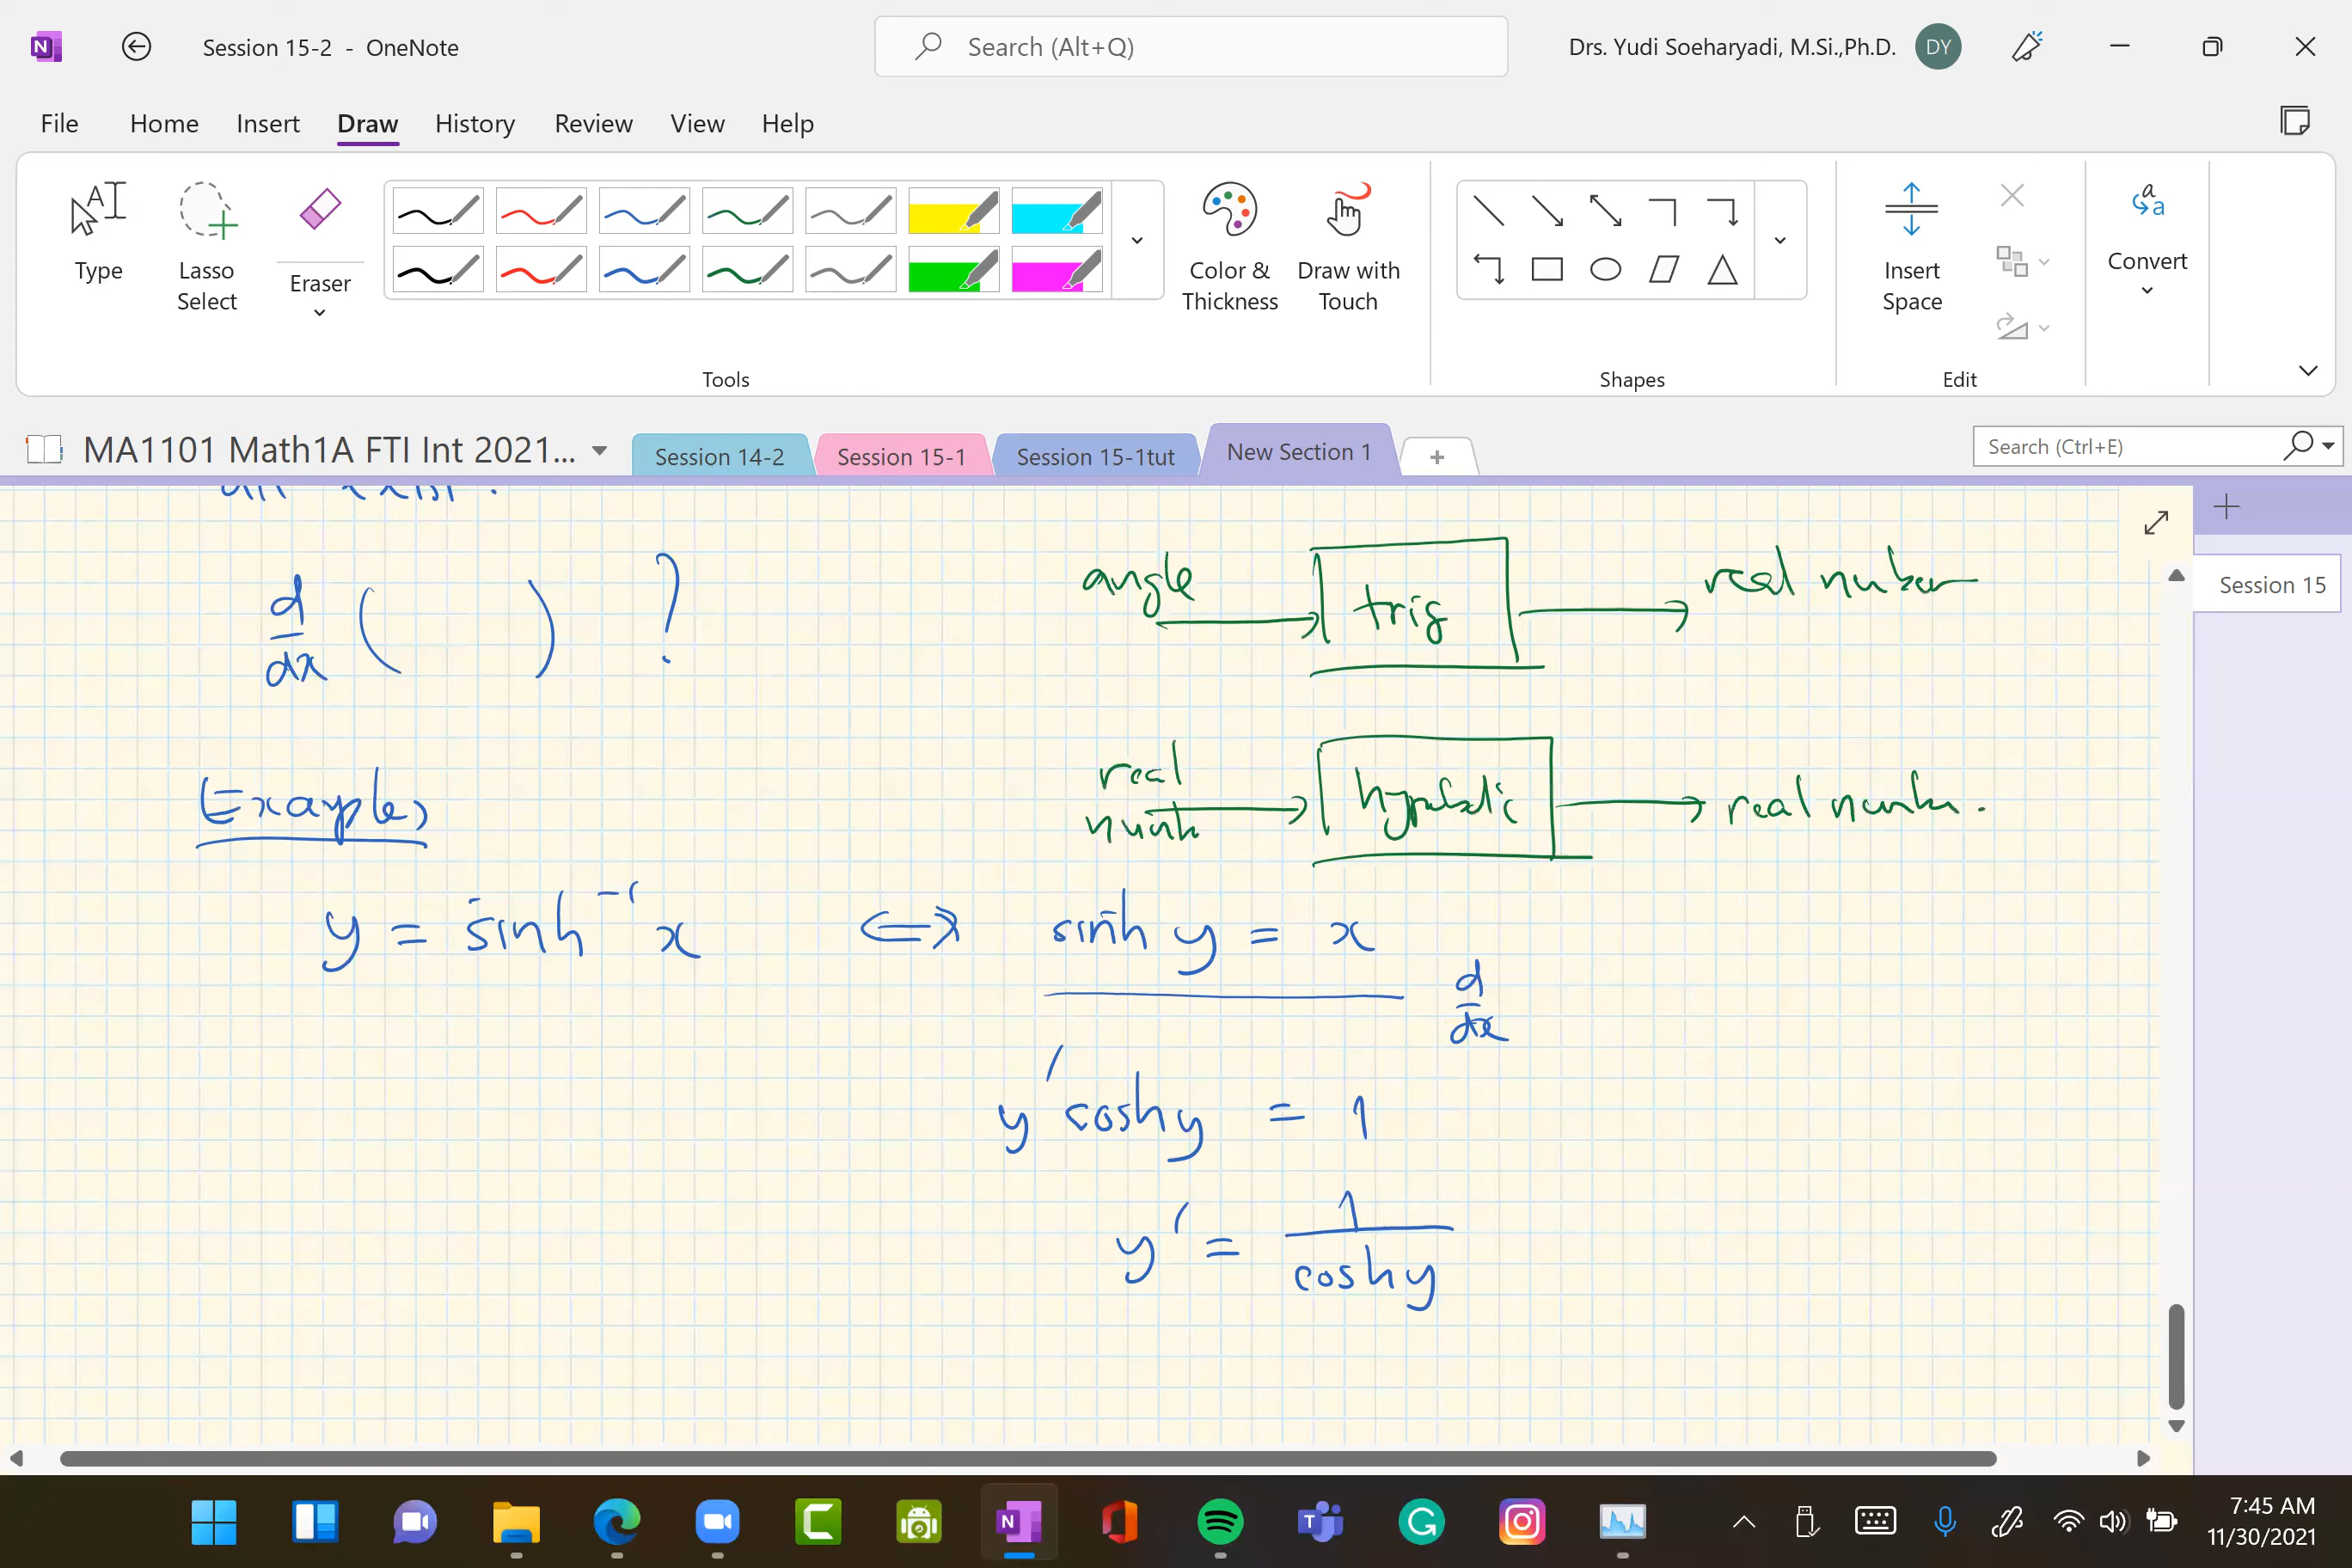 Session 15-2 - OneNote
Search (Alt+Q)
Drs. Yudi Soeharyadi, M.Si.,Ph.D.
DY
File Home Insert Draw History Review View Help
Type
Lasso Select
Eraser
Color & Thickness
Draw with Touch
Insert Space
Convert
Tools
Shapes
Edit
MA1101 Math1A FTI Int 2021...
Session 14-2
Session 15-1
Session 15-1tut
New Section 1
Search (Ctrl+E)
Session 15
d/dx ( ) ?
angle → trig → real number
real → hyperbolic → real number.
Examples
y = sinh⁻¹ x ⟺ sinh y = x
d/dx
y' cosh y = 1
y' = 1/cosh y
7:45 AM
11/30/2021